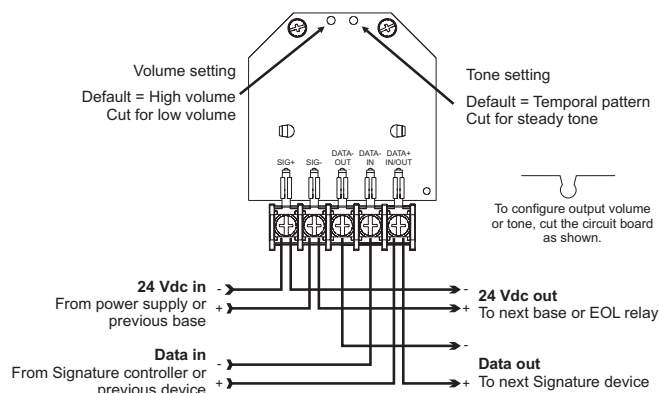 Volume setting
Default = High volume
Cut for low volume
Tone setting
Default = Temporal pattern
Cut for steady tone
SIG+ SIG- DATA- OUT DATA- IN DATA+ IN/OUT
To configure output volume
or tone, cut the circuit board
as shown.
24 Vdc in -
From power supply or +
previous base
- 24 Vdc out
+ To next base or EOL relay
Data in -
From Signature controller or +
previous device
-
Data out
+ To next Signature device